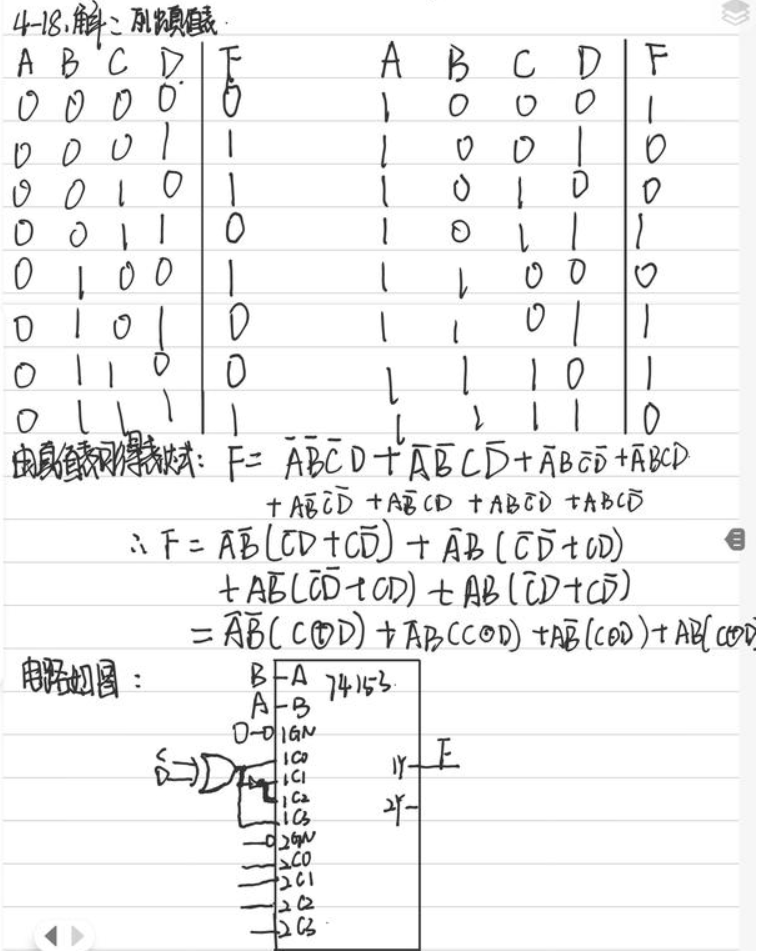 4-18.解:列出真值表.
A B C D F A B C D F
0 0 0 0 0 1 0 0 0 1
0 0 0 1 1 1 0 0 1 0
0 0 1 0 1 1 0 1 0 0
0 0 1 1 0 1 0 1 1 1
0 1 0 0 1 1 1 0 0 0
0 1 0 1 0 1 1 0 1 1
0 1 1 0 0 1 1 1 0 1
0 1 1 1 1 1 1 1 1 0
由真值表可得表达式: F= A̅B̅C̅D + A̅B̅CD̅ + A̅BC̅D̅ + A̅BCD
+ AB̅C̅D̅ + AB̅CD + ABC̅D + ABCD̅
∴ F = A̅B̅(C̅D+CD̅) + A̅B(C̅D̅+CD)
+ AB̅(C̅D̅+CD) + AB(C̅D+CD̅)
= A̅B̅(C⊕D) + A̅B(C⊙D) + AB̅(C⊙D) + AB(C⊕D)
电路如图:
B A 74153
A B
0 1GN
C 1C0
D 1C1 1Y F
1C2
1C3 2Y
2GN
2C0
2C1
2C2
2C3